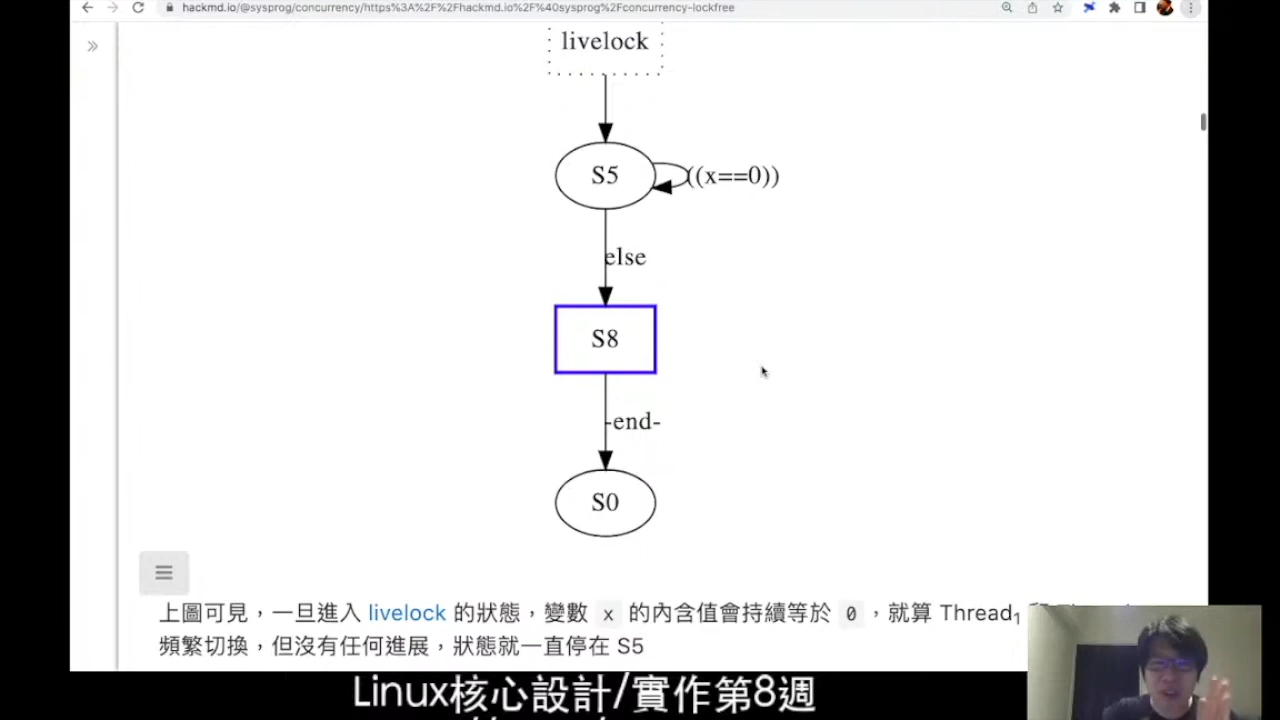 hackmd.io/@sysprog/concurrency/https%3A%2F%2Fhackmd.io%2F%40sysprog%2Fconcurrency-lockfree
livelock
S5
((x==0))
else
S8
-end-
S0
上圖可見，一旦進入 livelock 的狀態，變數 x 的內含值會持續等於 0，就算 Thread₁
頻繁切換，但沒有任何進展，狀態就一直停在 S5
Linux核心設計/實作第8週